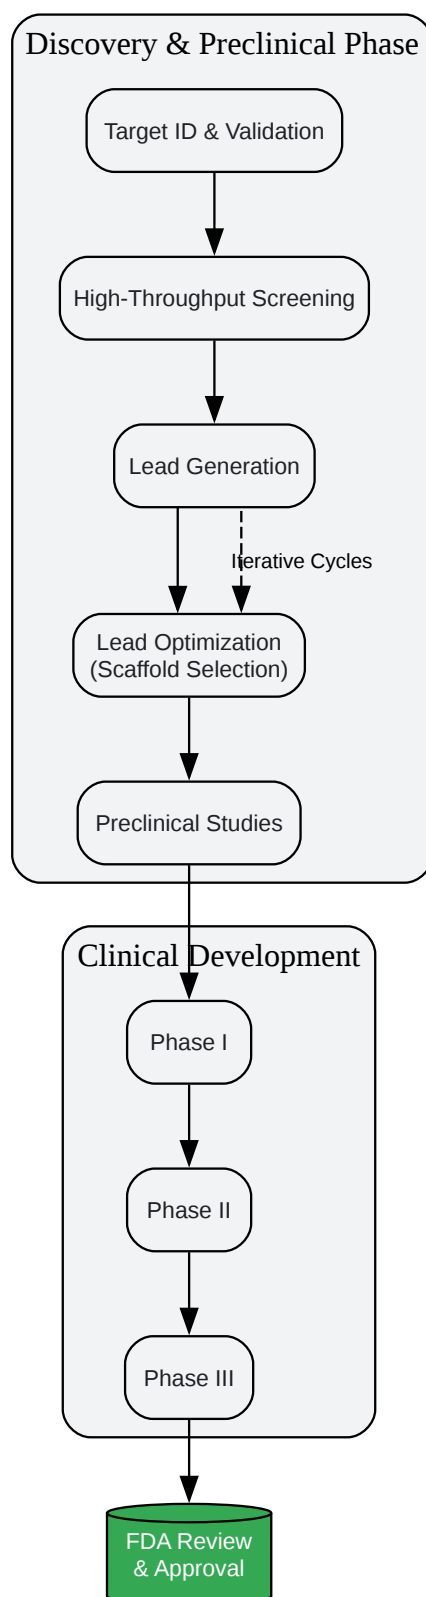 Discovery & Preclinical Phase
Target ID & Validation
High-Throughput Screening
Lead Generation
Iterative Cycles
Lead Optimization
(Scaffold Selection)
Preclinical Studies
Clinical Development
Phase I
Phase II
Phase III
FDA Review
& Approval